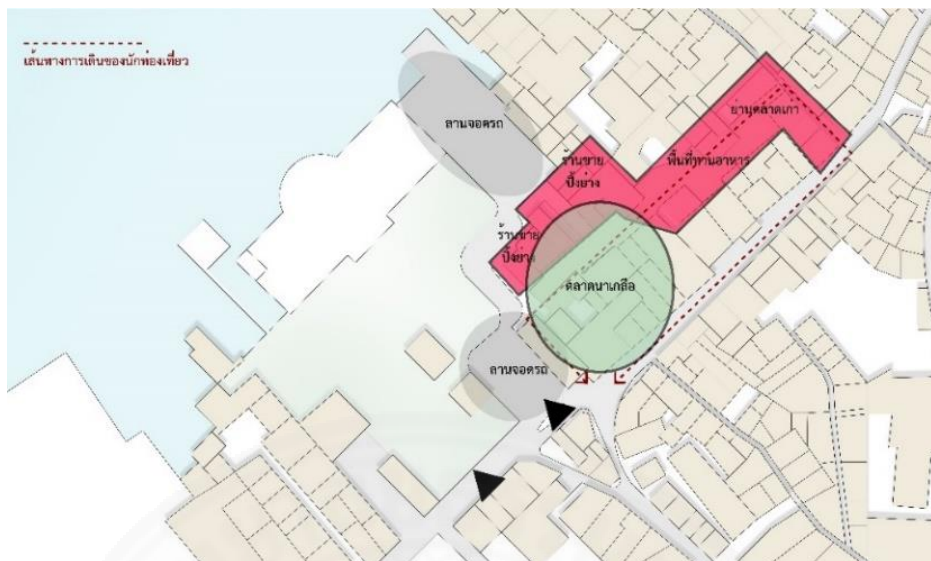 เส้นทางการเดินของนักท่องเที่ยว
ลานจอดรถ
ย่านตลาดเก่า
ร้านขาย
ปิ้งย่าง
พื้นที่ทานอาหาร
ร้านขาย
ปิ้งย่าง
ตลาดนาเกลือ
ลานจอดรถ